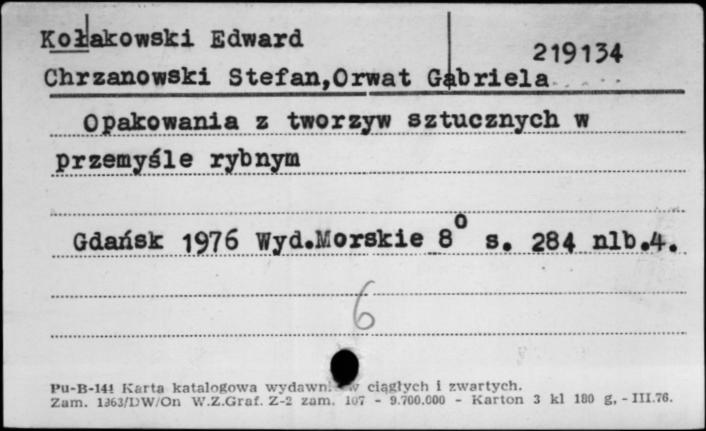 Kołakowski Edward
219134
Chrzanowski Stefan,Orwat Gabriela
Opakowania z tworzyw sztucznych w
przemyśle rybnym
Gdańsk 1976 Wyd.Morskie 8° s. 284 nlb.4.
6
Pu-B-141 Karta katalogowa ciągłych i zwartych.
Zam. 1363/DW/On W.Z.Graf. Z-2 zam. 107 - 9.700.000 - Karton 3 kl 180 g. - III.76.